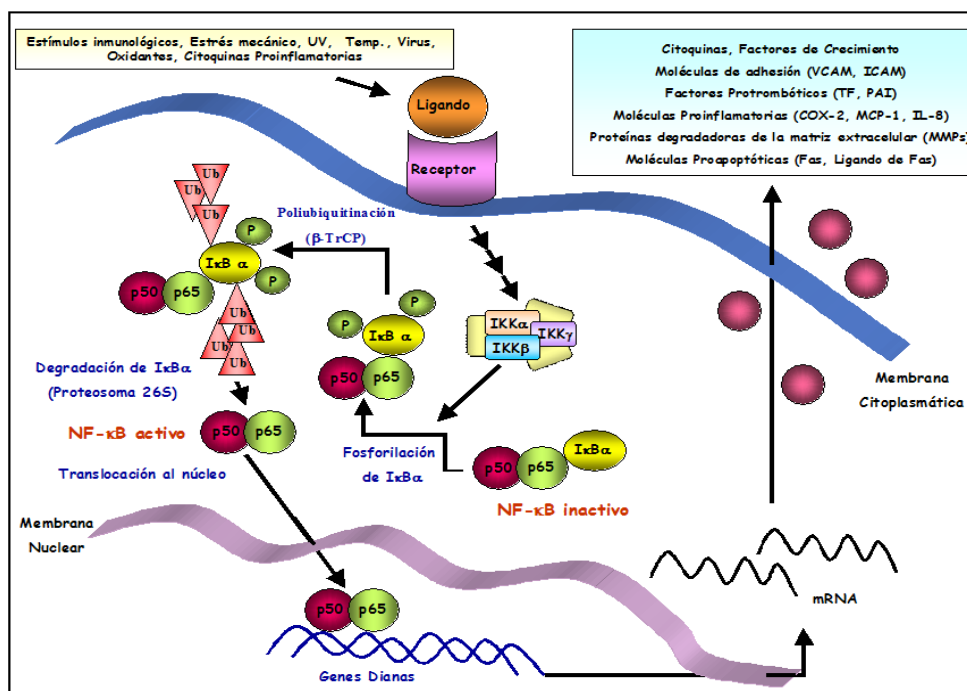 Estímulos inmunológicos, Estrés mecánico, UV, Temp., Virus,
Oxidantes, Citoquinas Proinflamatorias
Citoquinas, Factores de Crecimiento
Moléculas de adhesión (VCAM, ICAM)
Factores Protrombóticos (TF, PAI)
Moléculas Proinflamatorias (COX-2, MCP-1, IL-8)
Proteínas degradadoras de la matriz extracelular (MMPs)
Moléculas Proapoptóticas (Fas, Ligando de Fas)
Ligando
Receptor
Ub
Ub
Ub
Poliubiquitinación
(β-TrCP)
P
IκB α
P
p50 p65
Ub
Ub
Ub
Ub
P
P
IκB α
p50 p65
IKKα
IKKγ
IKKβ
Degradación de IκBα
(Proteosoma 26S)
NF-κB activo
p50 p65
Translocación al núcleo
Fosforilación
de IκBα
IκBα
p50 p65
NF-κB inactivo
Membrana
Citoplasmática
Membrana
Nuclear
p50 p65
Genes Dianas
mRNA